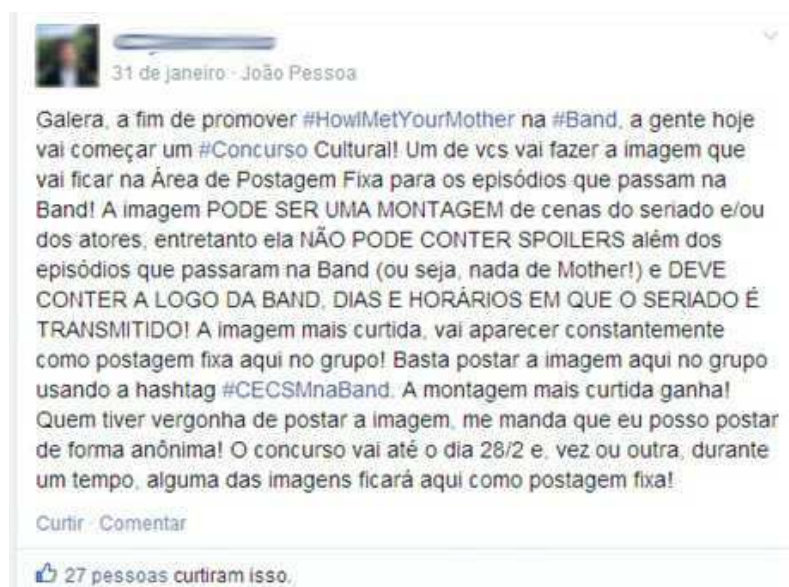 31 de janeiro · João Pessoa
Galera, a fim de promover #HowIMetYourMother na #Band, a gente hoje
vai começar um #Concurso Cultural! Um de vcs vai fazer a imagem que
vai ficar na Área de Postagem Fixa para os episódios que passam na
Band! A imagem PODE SER UMA MONTAGEM de cenas do seriado e/ou
dos atores, entretanto ela NÃO PODE CONTER SPOILERS além dos
episódios que passaram na Band (ou seja, nada de Mother!) e DEVE
CONTER A LOGO DA BAND, DIAS E HORÁRIOS EM QUE O SERIADO É
TRANSMITIDO! A imagem mais curtida, vai aparecer constantemente
como postagem fixa aqui no grupo! Basta postar a imagem aqui no grupo
usando a hashtag #CECSMnaBand. A montagem mais curtida ganha!
Quem tiver vergonha de postar a imagem, me manda que eu posso postar
de forma anônima! O concurso vai até o dia 28/2 e, vez ou outra, durante
um tempo, alguma das imagens ficará aqui como postagem fixa!
Curtir · Comentar
27 pessoas curtiram isso.